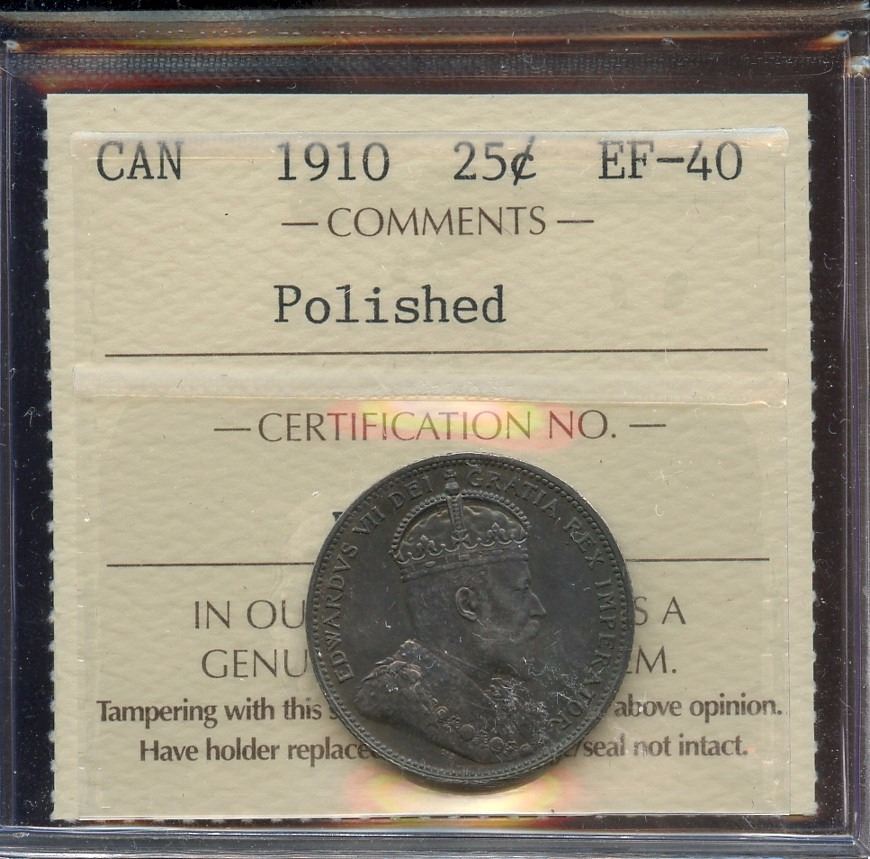 CAN 1910 25¢ EF-40
— COMMENTS —
Polished
— CERTIFICATION NO. —
EDWARDVS VII DEI GRATIA REX IMPERATOR
IN OU S A
GENU M.
Tampering with this above opinion.
Have holder replace /seal not intact.